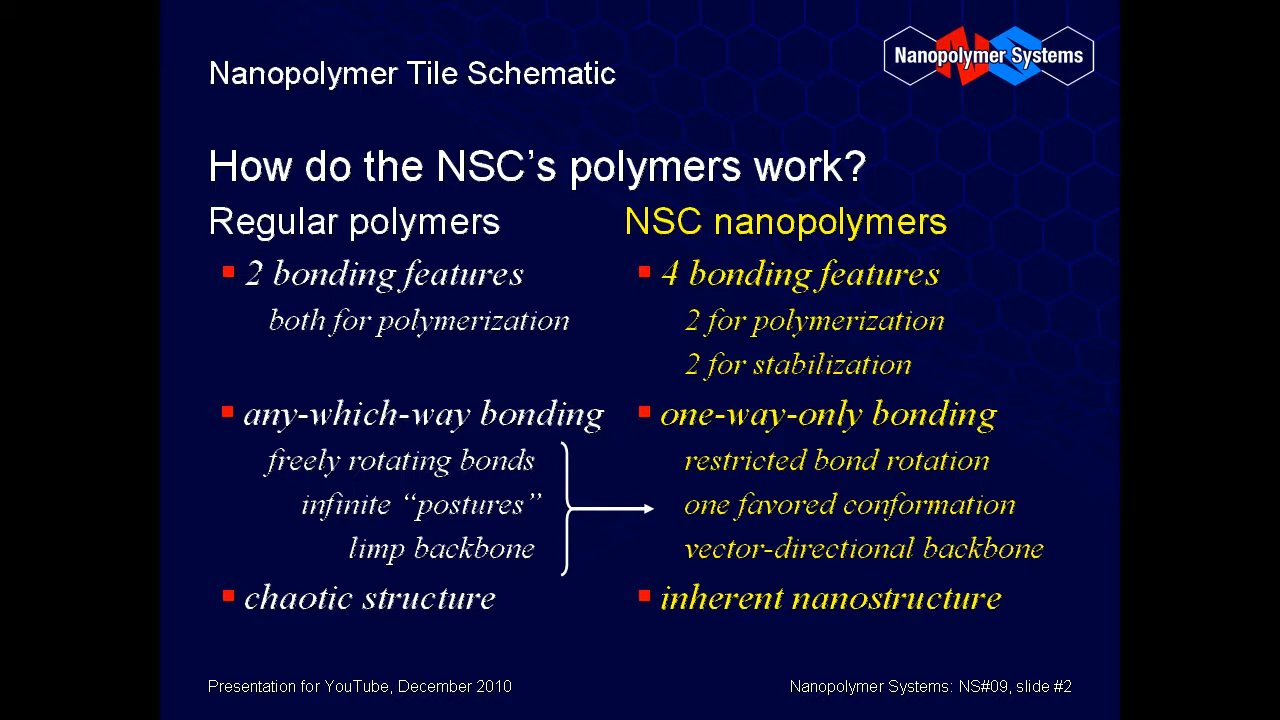 Nanopolymer Systems
Nanopolymer Tile Schematic
How do the NSC's polymers work?
Regular polymers
2 bonding features
both for polymerization
any-which-way bonding
freely rotating bonds
infinite “postures”
limp backbone
chaotic structure
NSC nanopolymers
4 bonding features
2 for polymerization
2 for stabilization
one-way-only bonding
restricted bond rotation
one favored conformation
vector-directional backbone
inherent nanostructure
Presentation for YouTube, December 2010
Nanopolymer Systems: NS#09, slide #2